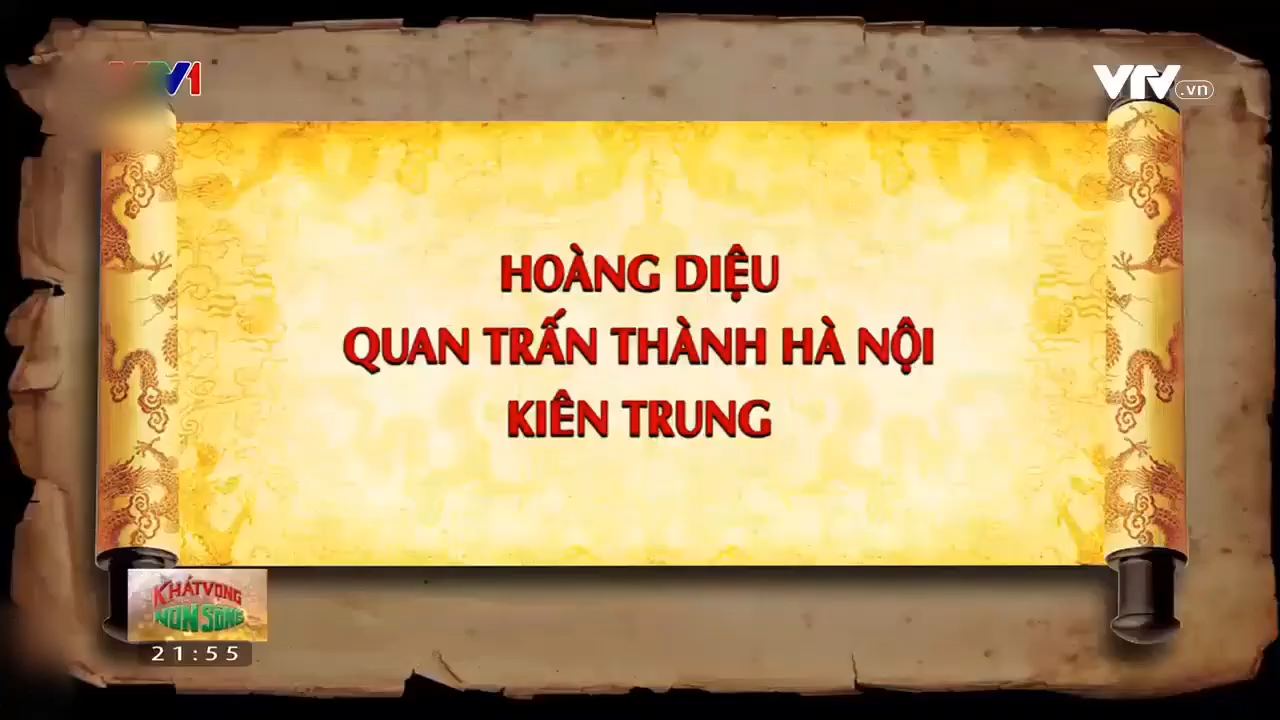 VTV1
VTV.vn
HOÀNG DIỆU
QUAN TRẤN THÀNH HÀ NỘI
KIÊN TRUNG
KHÁT VỌNG
NON SÔNG
21:55